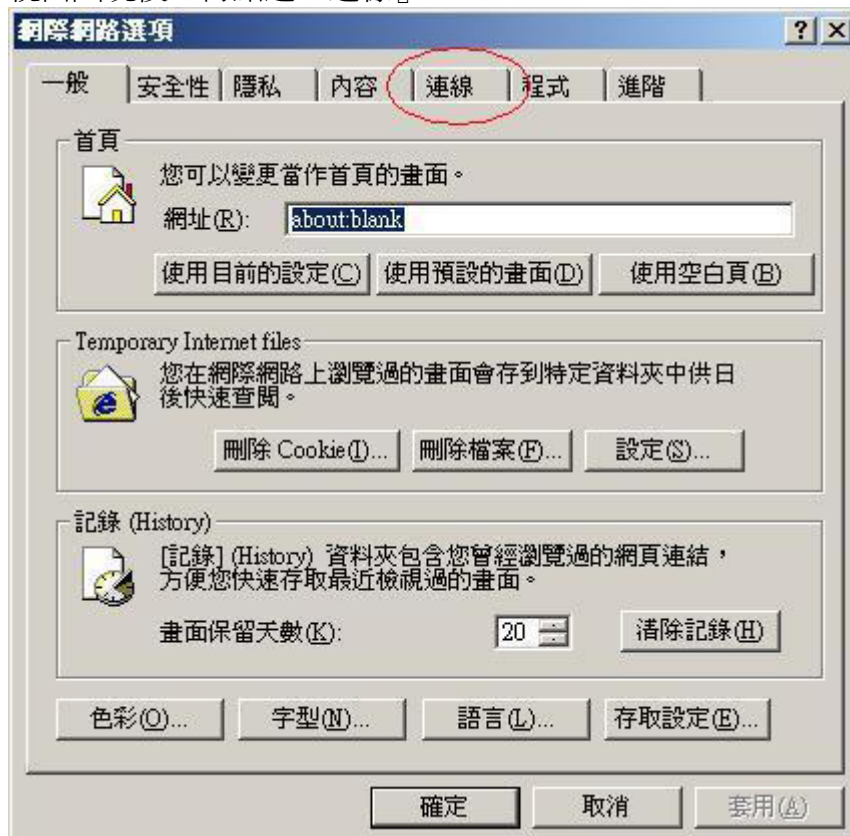 網際網路選項
一般 安全性 隱私 內容 連線 程式 進階
首頁
您可以變更當作首頁的畫面。
網址(R): about:blank
使用目前的設定(C) 使用預設的畫面(D) 使用空白頁(B)
Temporary Internet files
您在網際網路上瀏覽過的畫面會存到特定資料夾中供日
後快速查閱。
刪除 Cookie(I)... 刪除檔案(F)... 設定(S)...
記錄 (History)
[記錄] (History) 資料夾包含您曾經瀏覽過的網頁連結，
方便您快速存取最近檢視過的畫面。
畫面保留天數(K): 20 清除記錄(H)
色彩(O)... 字型(N)... 語言(L)... 存取設定(E)...
確定 取消 套用(A)